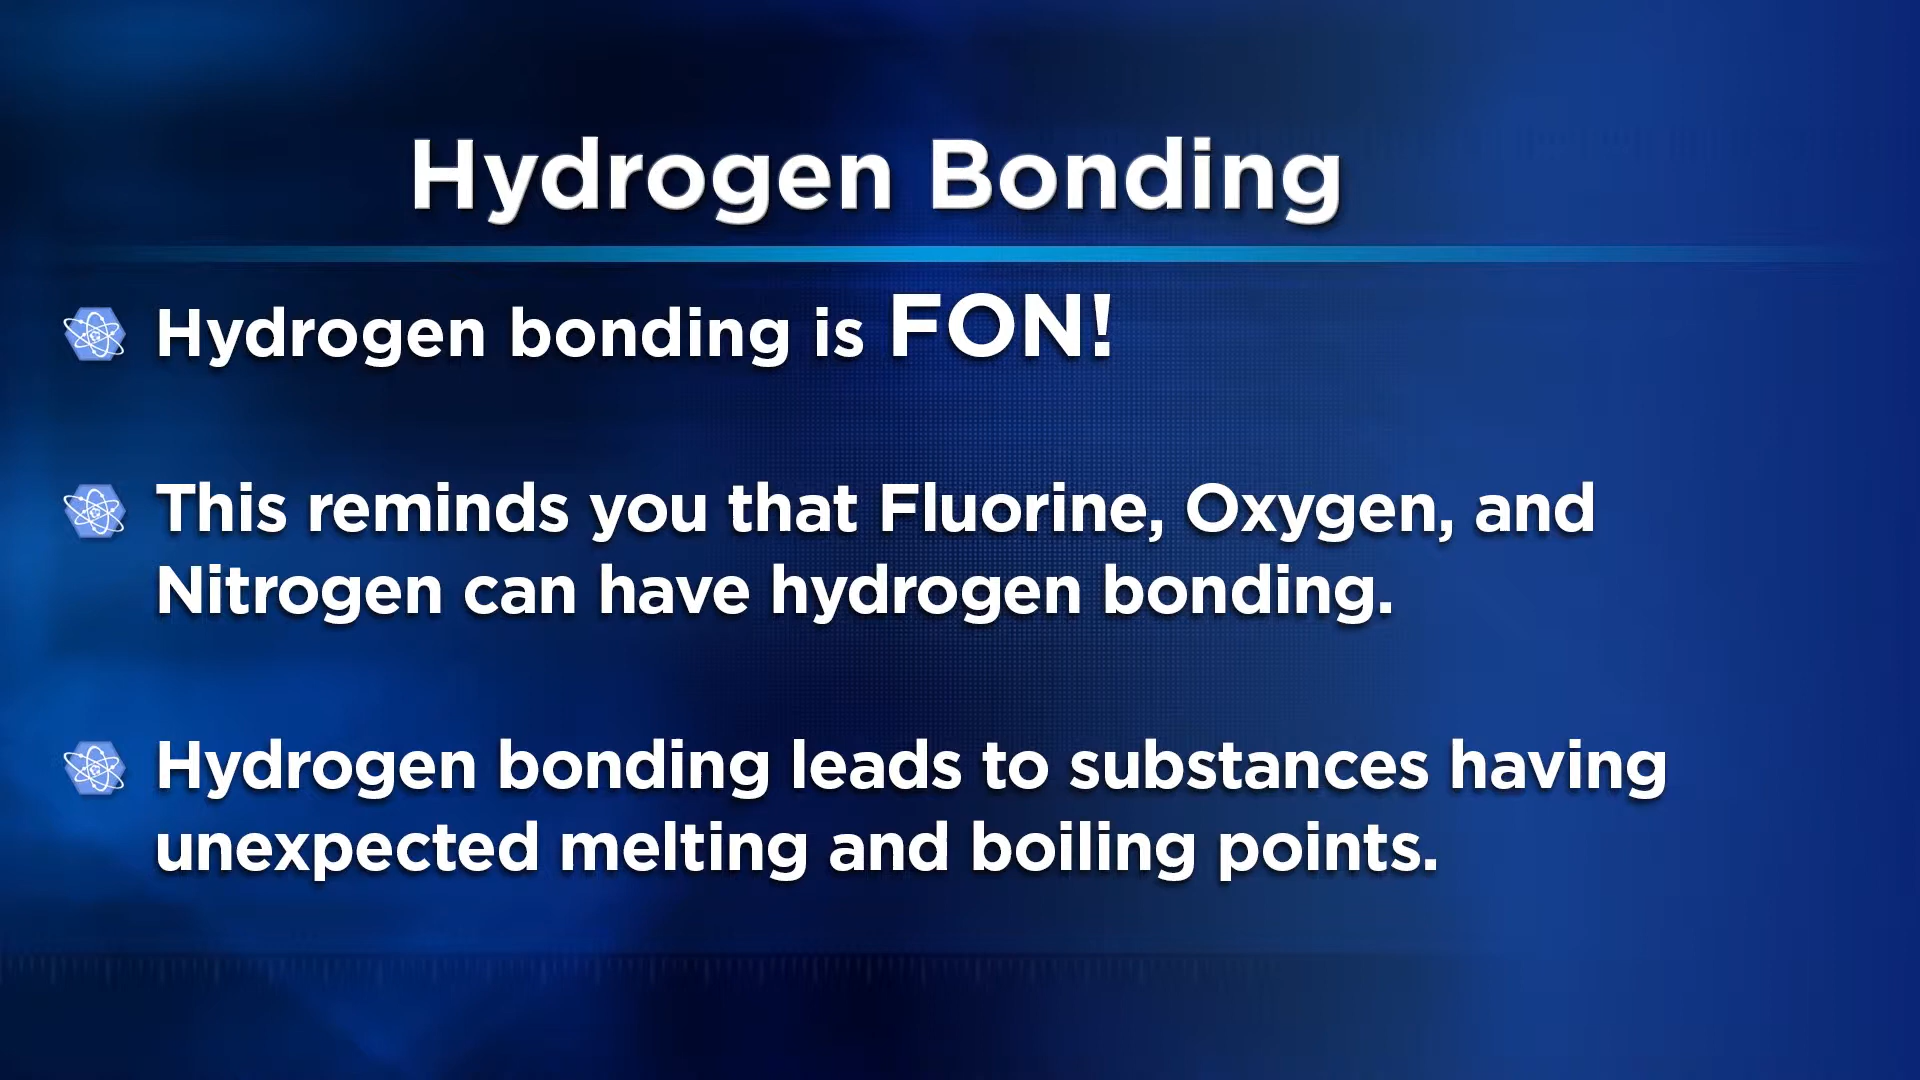 Hydrogen Bonding
Hydrogen bonding is FON!
This reminds you that Fluorine, Oxygen, and
Nitrogen can have hydrogen bonding.
Hydrogen bonding leads to substances having
unexpected melting and boiling points.